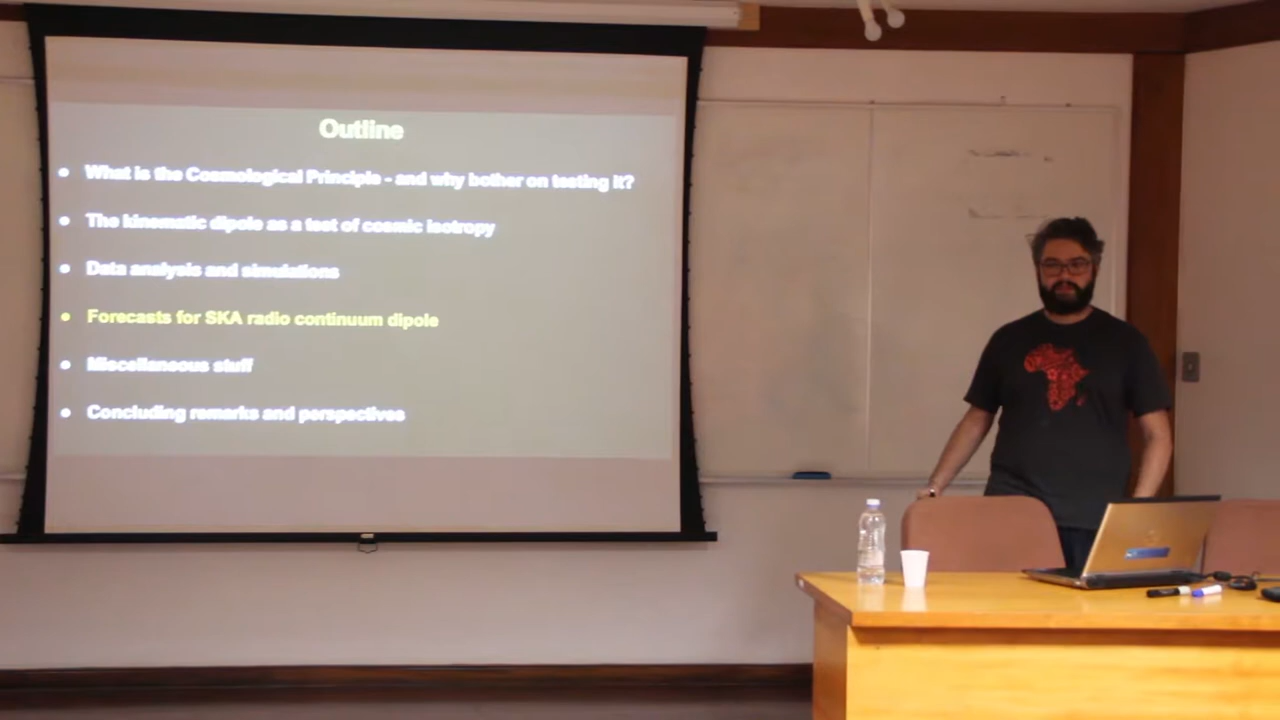 Outline
• What is the Cosmological Principle - and why bother on testing it?
• The kinematic dipole as a test of cosmic isotropy
• Data analysis and simulations
• Forecasts for SKA radio continuum dipole
• Miscellaneous stuff
• Concluding remarks and perspectives